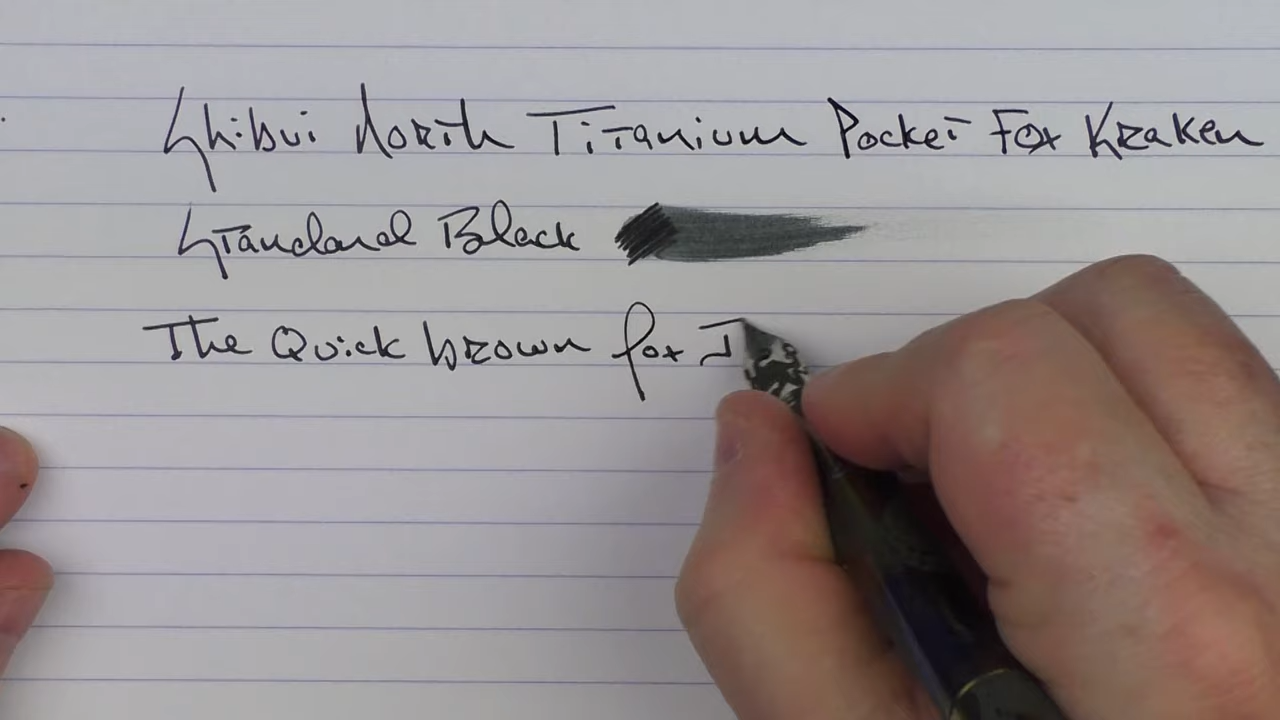 Shibui North Titanium Pocket Fox Kraken
Standard Black
The Quick brown fox J